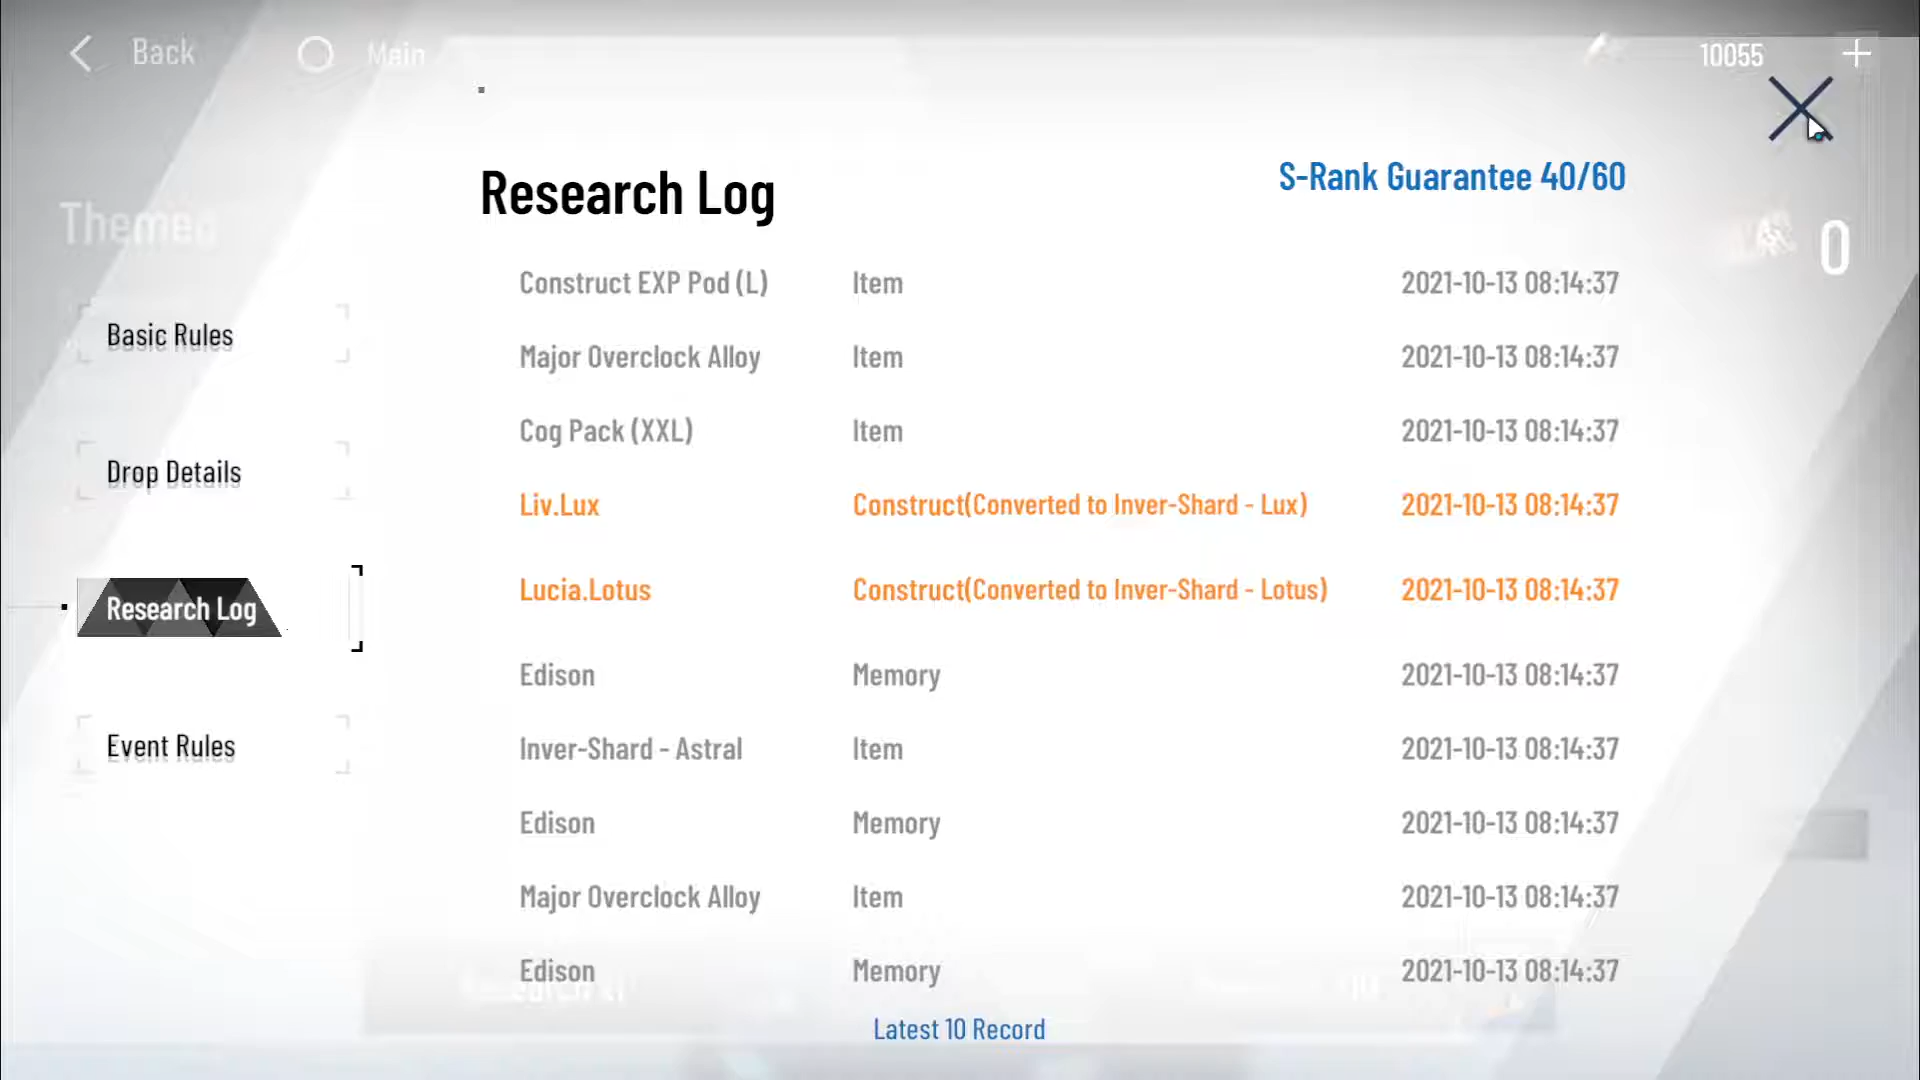 Back
Main
10055
Research Log
S-Rank Guarantee 40/60
Themed
0
Construct EXP Pod (L) Item 2021-10-13 08:14:37
Basic Rules
Major Overclock Alloy Item 2021-10-13 08:14:37
Cog Pack (XXL) Item 2021-10-13 08:14:37
Drop Details
Liv.Lux Construct(Converted to Inver-Shard - Lux) 2021-10-13 08:14:37
Lucia.Lotus Construct(Converted to Inver-Shard - Lotus) 2021-10-13 08:14:37
Research Log
Edison Memory 2021-10-13 08:14:37
Inver-Shard - Astral Item 2021-10-13 08:14:37
Event Rules
Edison Memory 2021-10-13 08:14:37
Major Overclock Alloy Item 2021-10-13 08:14:37
Edison Memory 2021-10-13 08:14:37
Latest 10 Record